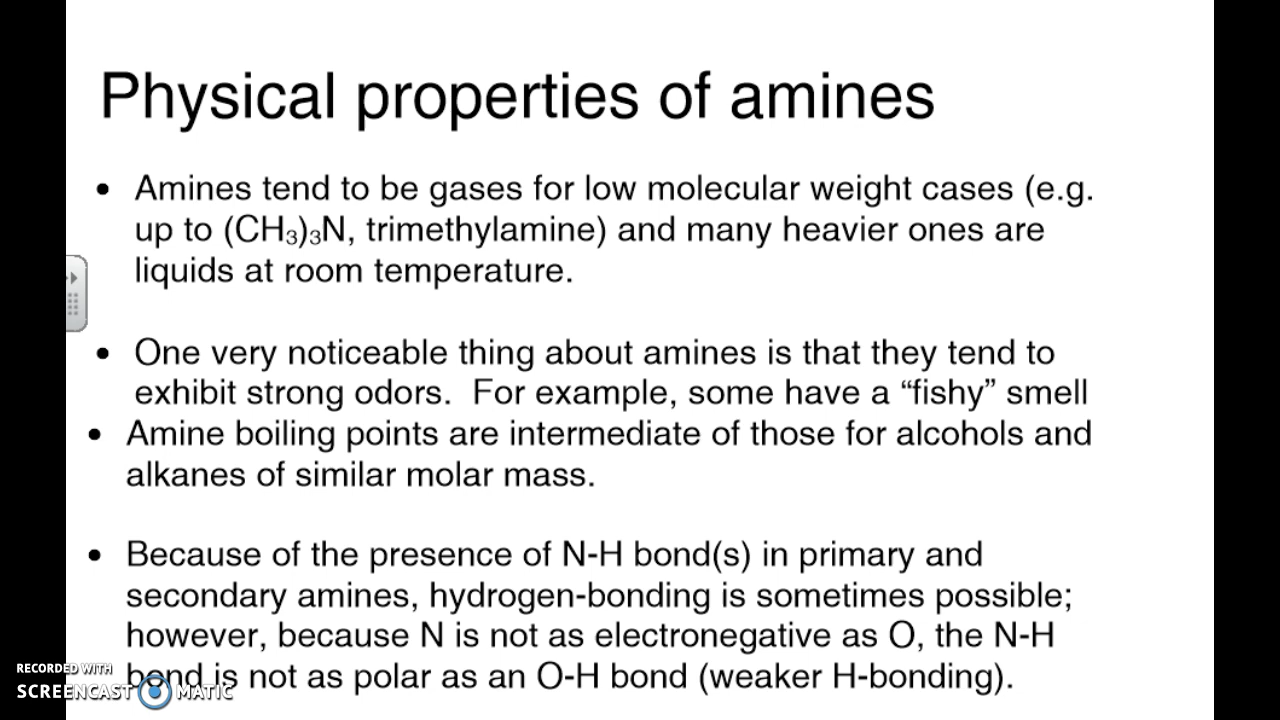 Physical properties of amines
• Amines tend to be gases for low molecular weight cases (e.g.
up to (CH₃)₃N, trimethylamine) and many heavier ones are
liquids at room temperature.
• One very noticeable thing about amines is that they tend to
exhibit strong odors.  For example, some have a “fishy” smell
• Amine boiling points are intermediate of those for alcohols and
alkanes of similar molar mass.
• Because of the presence of N-H bond(s) in primary and
secondary amines, hydrogen-bonding is sometimes possible;
however, because N is not as electronegative as O, the N-H
bond is not as polar as an O-H bond (weaker H-bonding).
RECORDED WITH
SCREENCAST MATIC